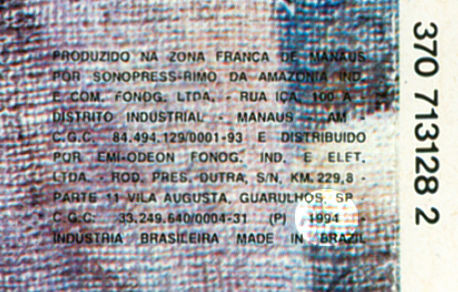 PRODUZIDO NA ZONA FRANCA DE MANAUS
POR SONOPRESS-RIMO DA AMAZONIA IND.
E COM. FONOG. LTDA. - RUA IÇA, 100 A -
DISTRITO INDUSTRIAL - MANAUS - AM -
C.G.C. 84.494.129/0001-93 E DISTRIBUIDO
POR EMI-ODEON FONOG. IND. E ELET.
LTDA. - ROD. PRES. DUTRA, S/N, KM. 229,8 -
PARTE 11 VILA AUGUSTA, GUARULHOS, SP
C.G.C: 33.249.640/0004-31 (P) 1994 -
INDUSTRIA BRASILEIRA MADE IN BRAZIL
370 713128 2